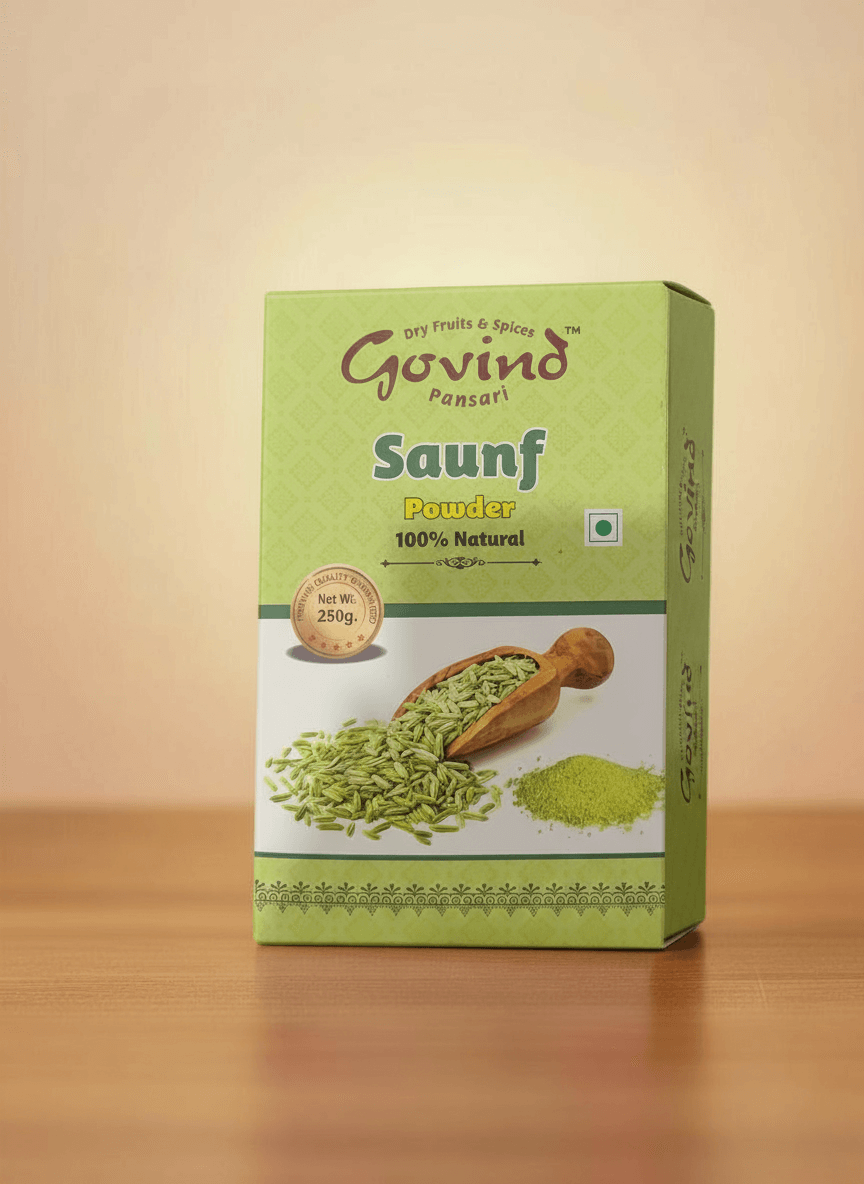 Dry Fruits & Spices
Govind™
Pansari
Saunf
Powder
100% Natural
Net Wt.
250g.
Govind
Govind